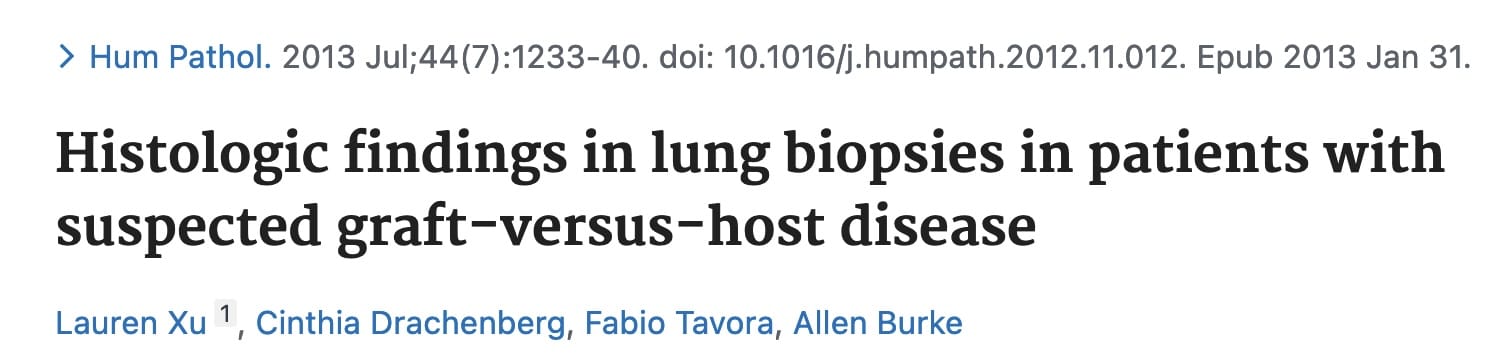 > Hum Pathol. 2013 Jul;44(7):1233-40. doi: 10.1016/j.humpath.2012.11.012. Epub 2013 Jan 31.
Histologic findings in lung biopsies in patients with
suspected graft-versus-host disease
Lauren Xu 1, Cinthia Drachenberg, Fabio Tavora, Allen Burke